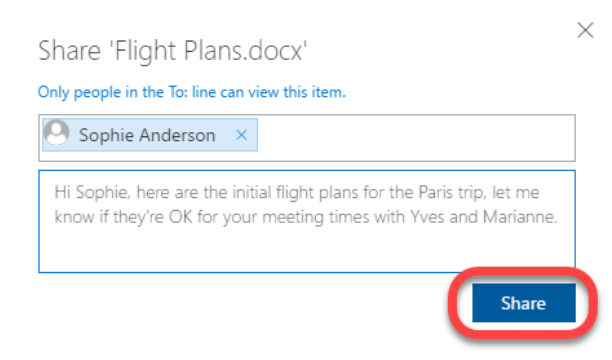 Share 'Flight Plans.docx'
Only people in the To: line can view this item.
Sophie Anderson ×
Hi Sophie, here are the initial flight plans for the Paris trip, let me
know if they're OK for your meeting times with Yves and Marianne.
Share